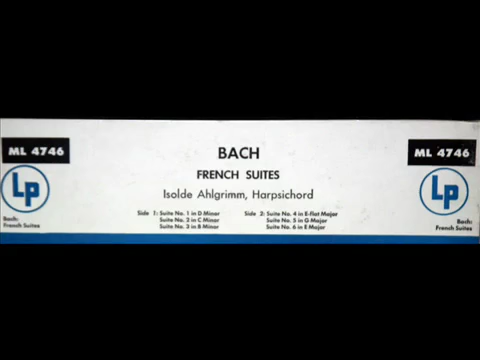 ML 4746
BACH
ML 4746
FRENCH SUITES
Lp
Isolde Ahlgrimm, Harpsichord
Lp
Side 1: Suite No. 1 in D Minor
Suite No. 2 in C Minor
Suite No. 3 in B Minor
Side 2: Suite No. 4 in E-flat Major
Suite No. 5 in G Major
Suite No. 6 in E Major
Bach:
French Suites
Bach:
French Suites